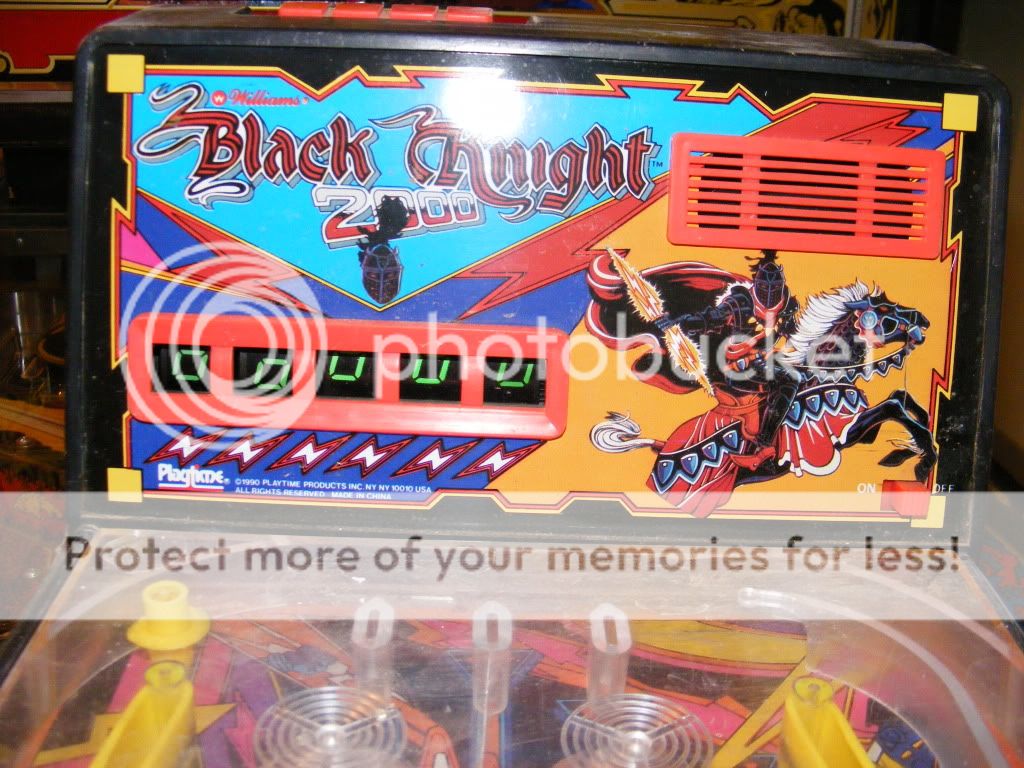 Williams®
Black Knight™
2000
photobucket
Playtime®
©1990 PLAYTIME PRODUCTS INC. NY NY 10010 USA
ALL RIGHTS RESERVED MADE IN CHINA
ON OFF
Protect more of your memories for less!